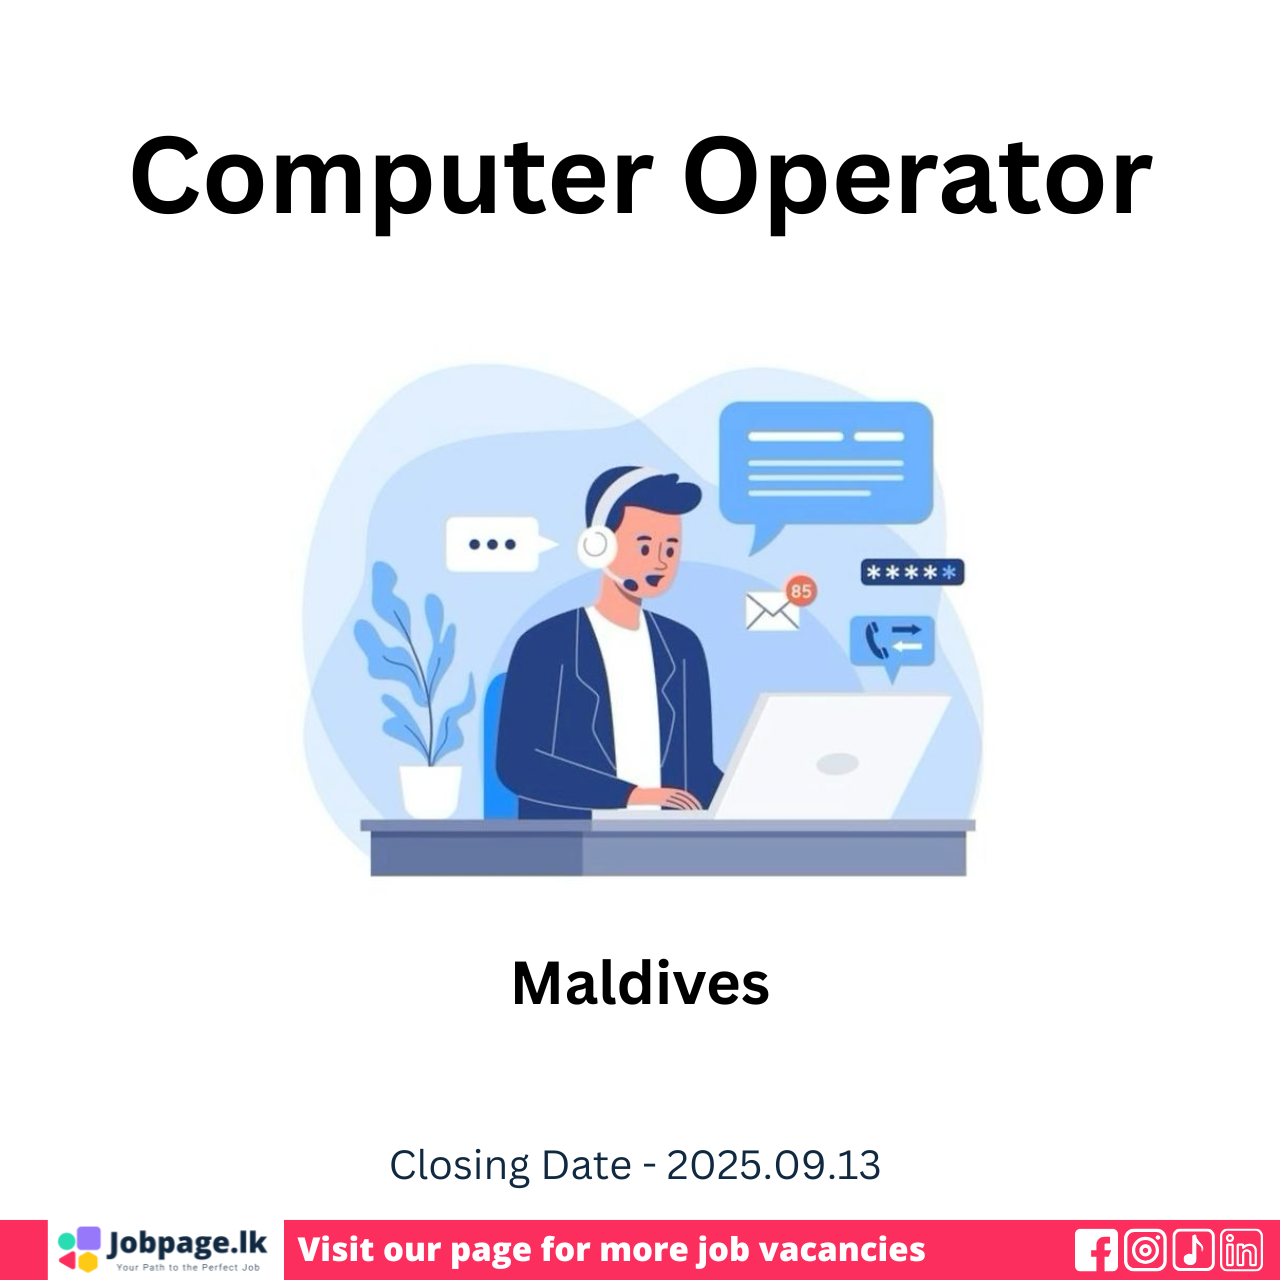 Computer Operator
85
*****
Maldives
Closing Date - 2025.09.13
Jobpage.lk
Your Path to the Perfect Job
Visit our page for more job vacancies
in